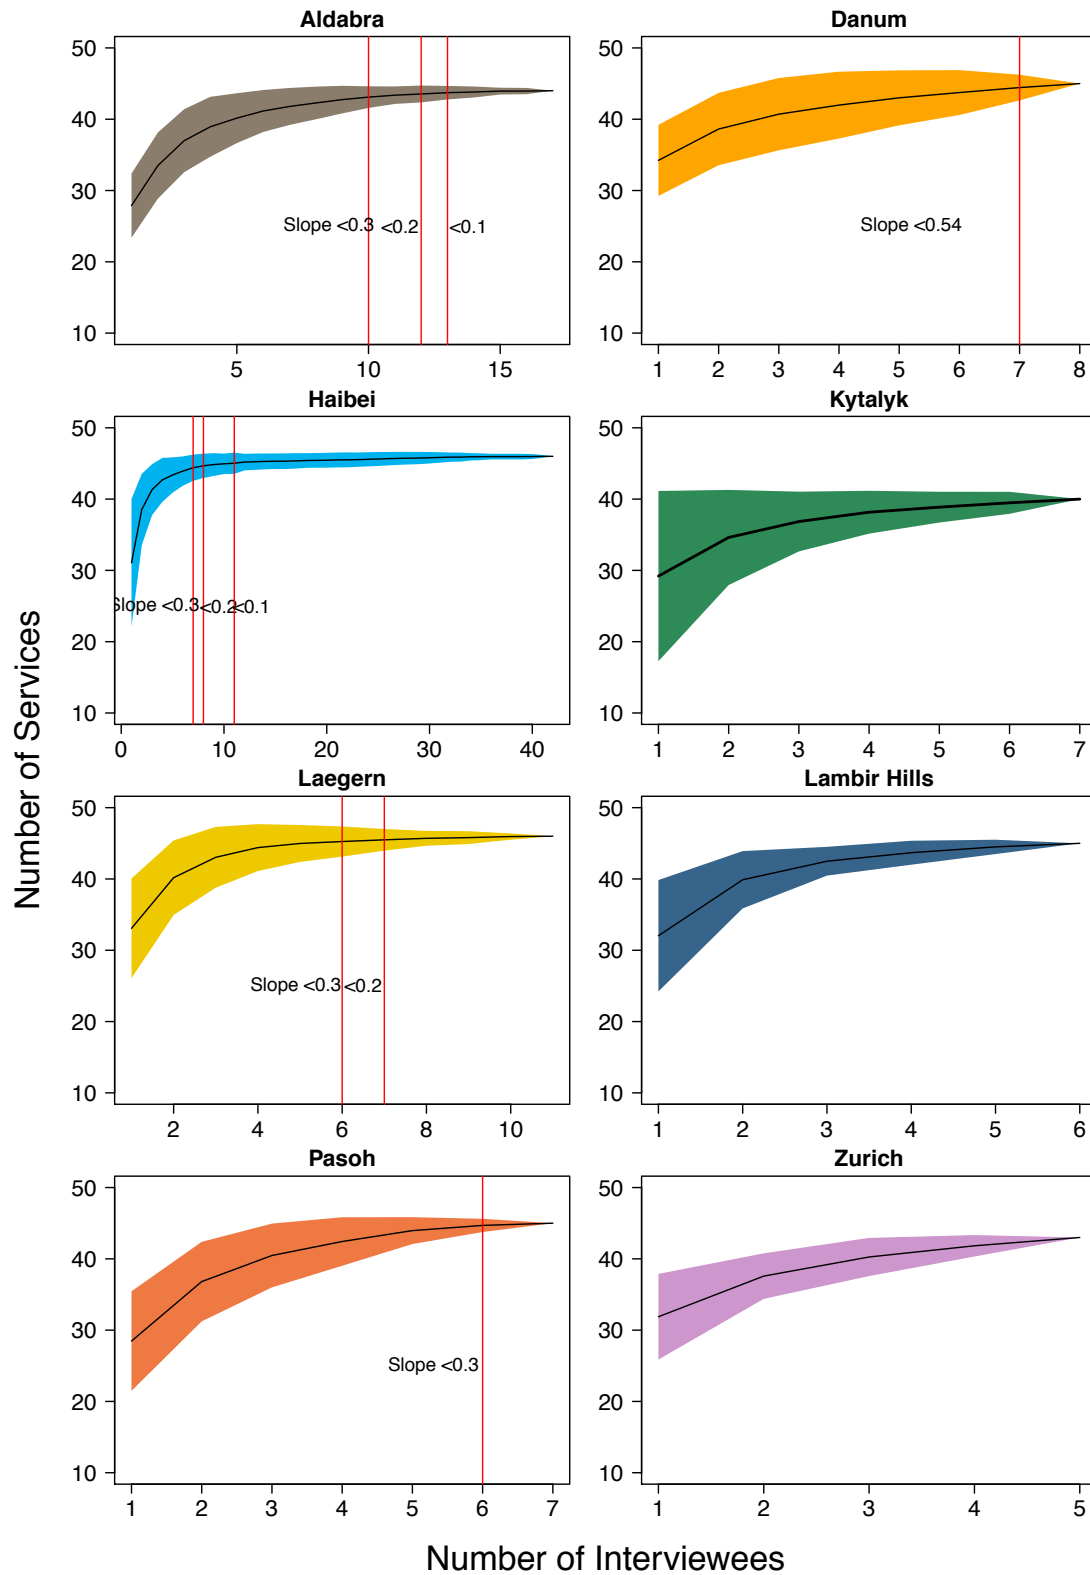 Aldabra
50
40
30
20
10
Slope <0.3 <0.2 <0.1
5 10 15
Danum
50
40
30
20
10
Slope <0.54
1 2 3 4 5 6 7 8
Haibei
50
40
30
20
10
Slope <0.3 <0.2 <0.1
0 10 20 30 40
Kytalyk
50
40
30
20
10
1 2 3 4 5 6 7
Number of Services
Laegern
50
40
30
20
10
Slope <0.3 <0.2
2 4 6 8 10
Lambir Hills
50
40
30
20
10
1 2 3 4 5 6
Pasoh
50
40
30
20
10
Slope <0.3
1 2 3 4 5 6 7
Zurich
50
40
30
20
10
1 2 3 4 5
Number of Interviewees